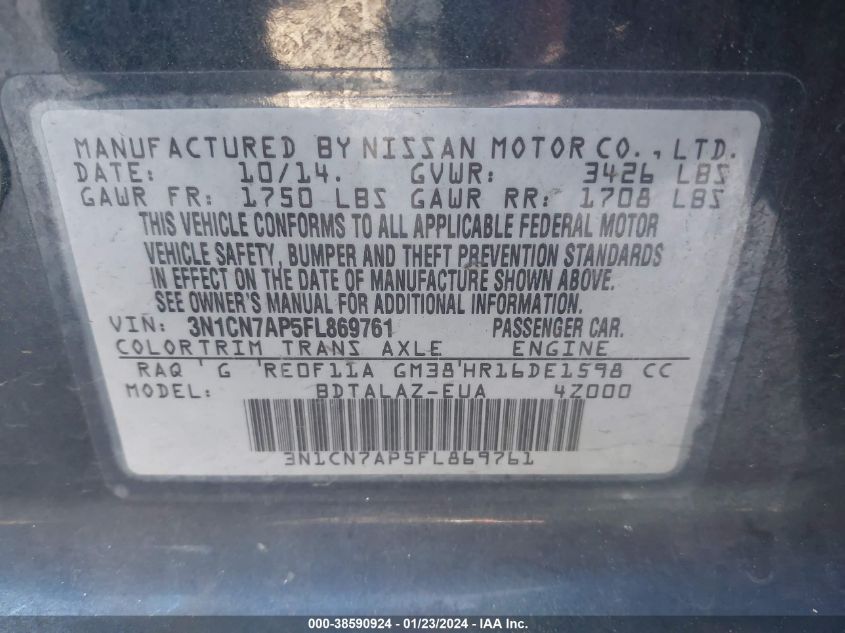 MANUFACTURED BY NISSAN MOTOR CO., LTD.
DATE: 10/14. GVWR: 3426 LBS
GAWR FR: 1750 LBS GAWR RR: 1708 LBS
THIS VEHICLE CONFORMS TO ALL APPLICABLE FEDERAL MOTOR
VEHICLE SAFETY, BUMPER AND THEFT PREVENTION STANDARDS
IN EFFECT ON THE DATE OF MANUFACTURE SHOWN ABOVE.
SEE OWNER'S MANUAL FOR ADDITIONAL INFORMATION.
VIN: 3N1CN7AP5FL869761 PASSENGER CAR.
COLOR TRIM TRANS AXLE ENGINE
RAQ ' G 'RE0F11A GM38'HR16DE1598 CC
MODEL: BDTALAZ-EUA 4Z000
3N1CN7AP5FL869761
000-38590924 - 01/23/2024 - IAA Inc.